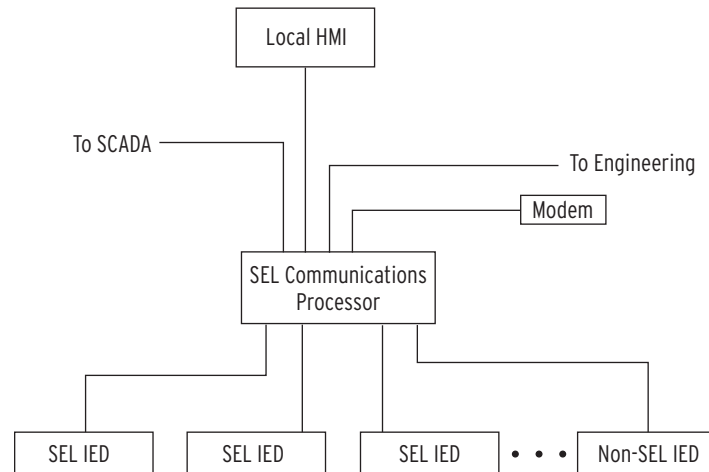 Local HMI
To SCADA
To Engineering
Modem
SEL Communications
Processor
SEL IED
SEL IED
SEL IED
Non-SEL IED